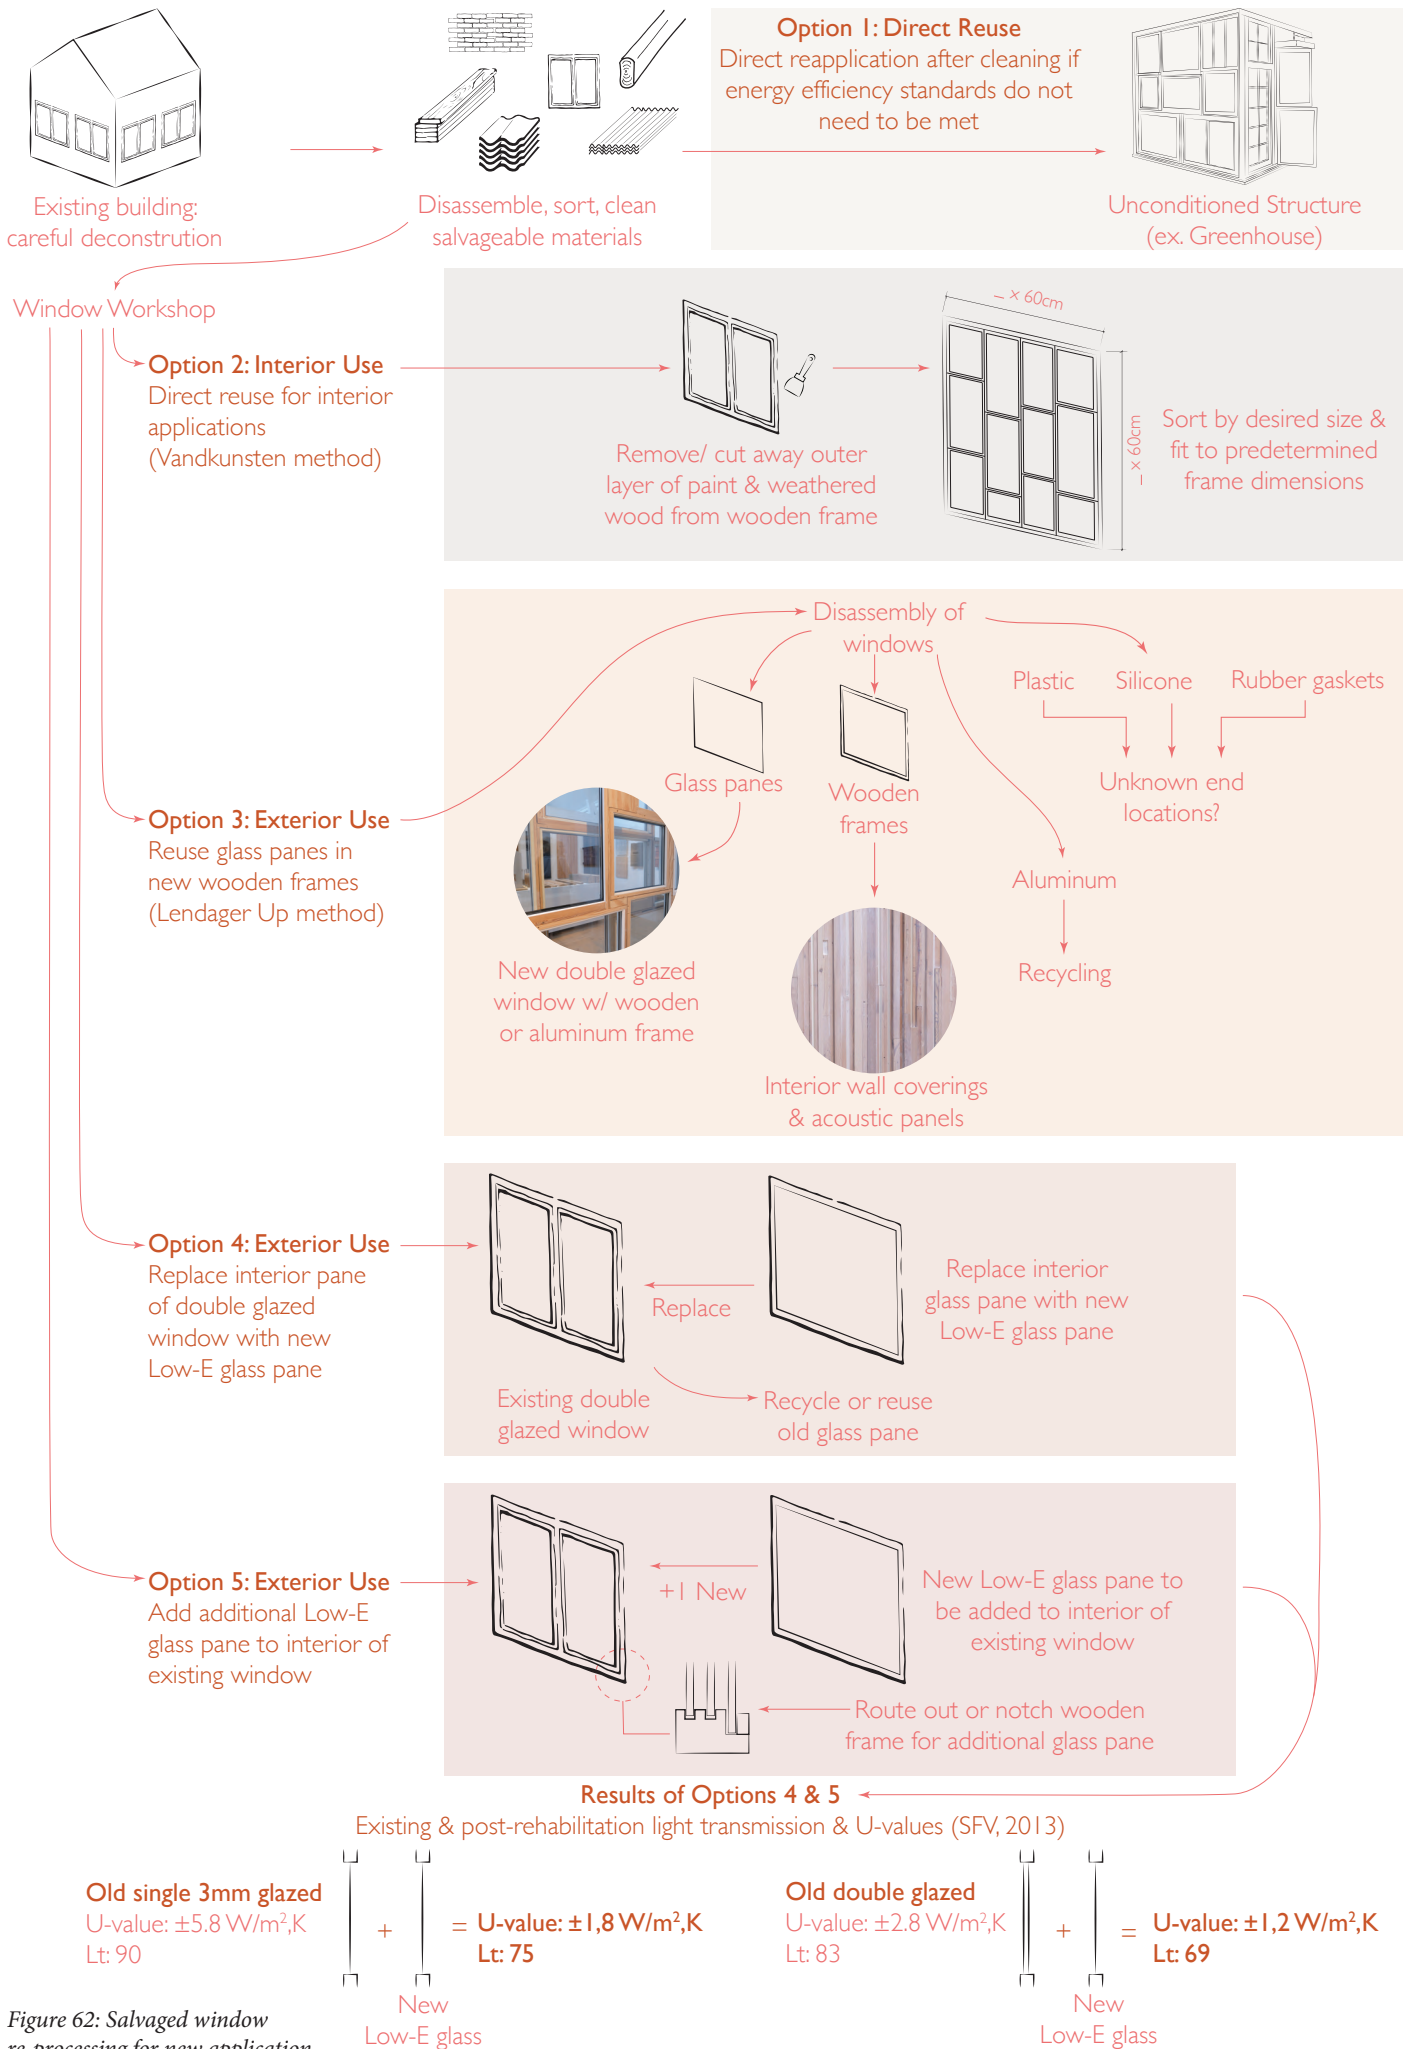 Option 1: Direct Reuse
Direct reapplication after cleaning if
energy efficiency standards do not
need to be met
Existing building:
careful deconstrution
Disassemble, sort, clean
salvageable materials
Unconditioned Structure
(ex. Greenhouse)
Window Workshop
Option 2: Interior Use
Direct reuse for interior
applications
(Vandkunsten method)
Remove/ cut away outer
layer of paint & weathered
wood from wooden frame
_ × 60cm
_ × 60cm
Sort by desired size &
fit to predetermined
frame dimensions
Option 3: Exterior Use
Reuse glass panes in
new wooden frames
(Lendager Up method)
Disassembly of
windows
Plastic
Silicone
Rubber gaskets
Unknown end
locations?
Glass panes
Wooden
frames
Aluminum
Recycling
New double glazed
window w/ wooden
or aluminum frame
Interior wall coverings
& acoustic panels
Option 4: Exterior Use
Replace interior pane
of double glazed
window with new
Low-E glass pane
Replace
Replace interior
glass pane with new
Low-E glass pane
Existing double
glazed window
Recycle or reuse
old glass pane
Option 5: Exterior Use
Add additional Low-E
glass pane to interior of
existing window
+1 New
New Low-E glass pane to
be added to interior of
existing window
Route out or notch wooden
frame for additional glass pane
Results of Options 4 & 5
Existing & post-rehabilitation light transmission & U-values (SFV, 2013)
Old single 3mm glazed
U-value: ±5.8 W/m²,K
Lt: 90
+
=
U-value: ±1,8 W/m²,K
Lt: 75
New
Low-E glass
Old double glazed
U-value: ±2.8 W/m²,K
Lt: 83
+
=
U-value: ±1,2 W/m²,K
Lt: 69
New
Low-E glass
Figure 62: Salvaged window
re-processing for new application